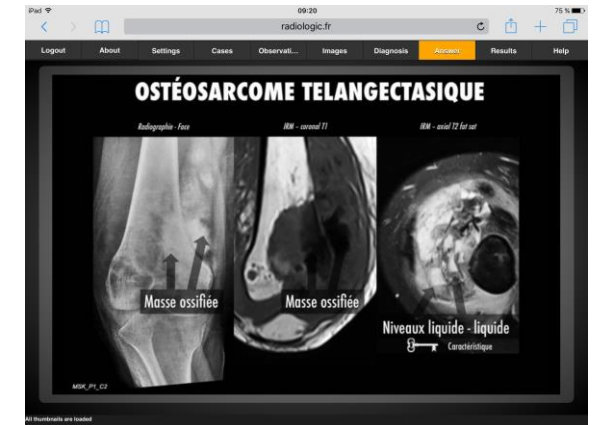 iPad 09:20 75 %
radiologic.fr
Logout About Settings Cases Observati... Images Diagnosis Answer Results Help
OSTÉOSARCOME TELANGECTASIQUE
Radiographie - Face IRM - coronal T1 IRM - axial T2 fat sat
Masse ossifiée Masse ossifiée
Niveaux liquide - liquide
Caractéristique
MSK_P1_C2
All thumbnails are loaded